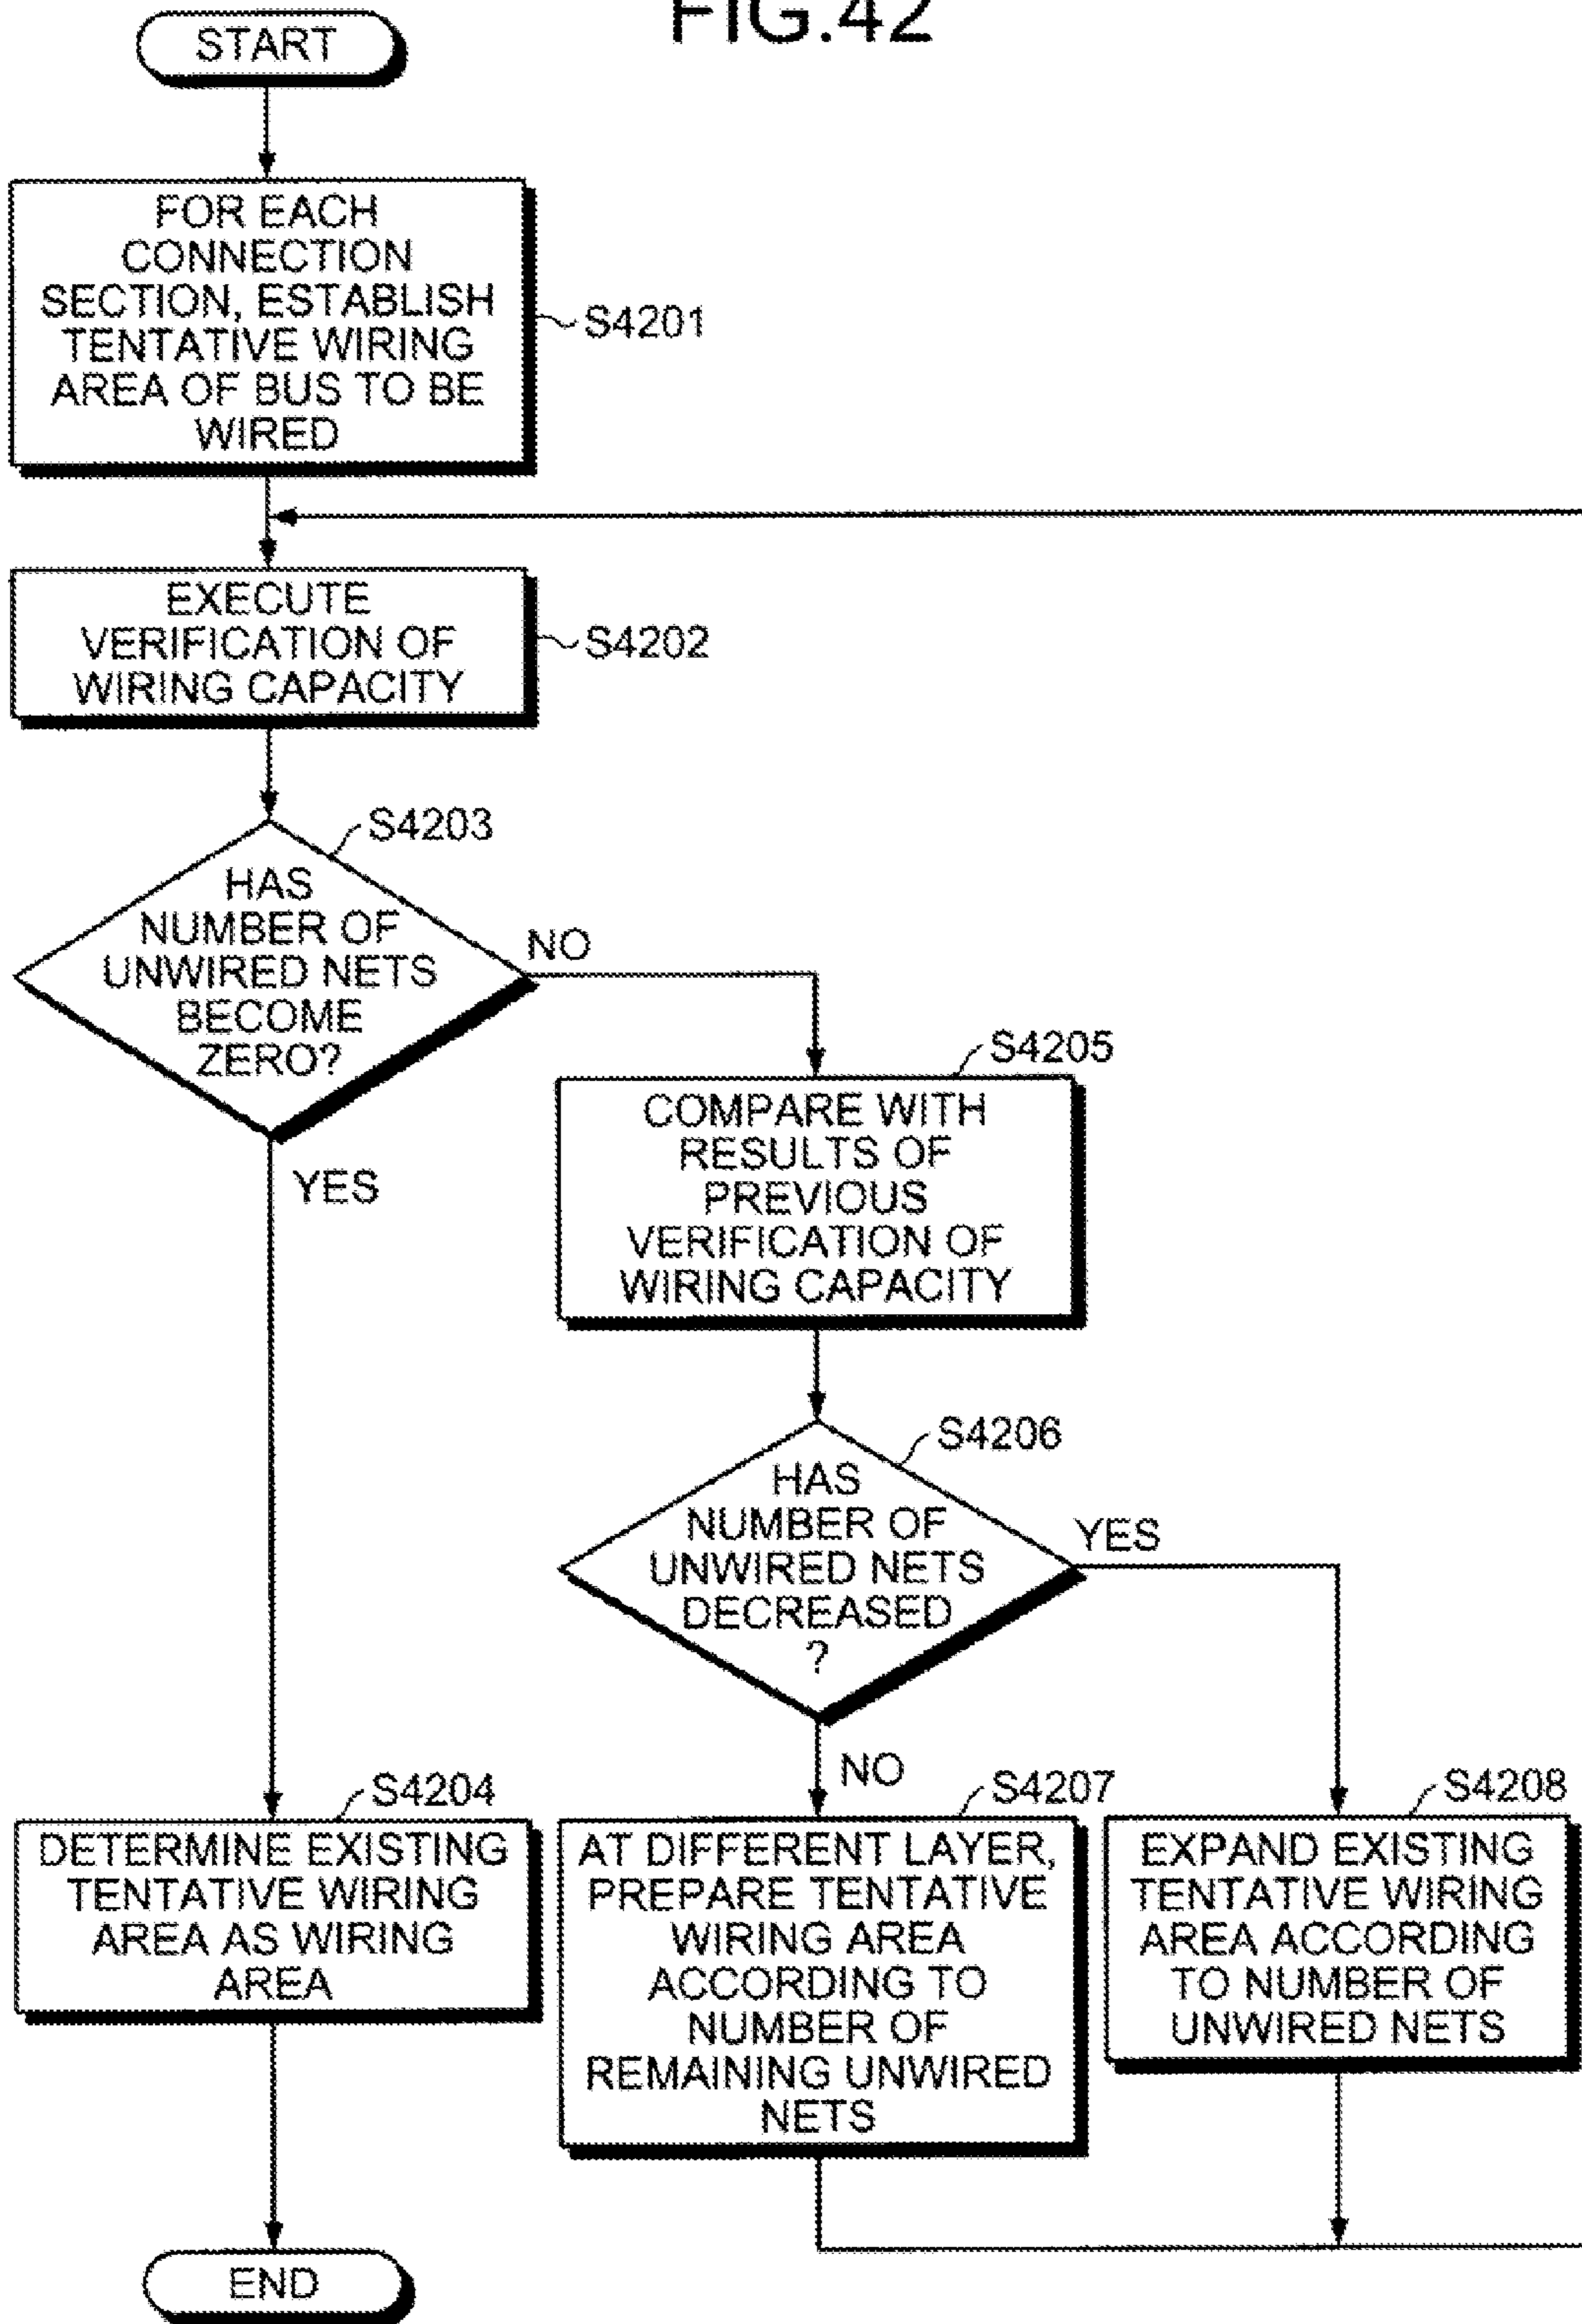 FIG.42
START
FOR EACH
CONNECTION
SECTION, ESTABLISH
TENTATIVE WIRING
AREA OF BUS TO BE
WIRED
S4201
EXECUTE
VERIFICATION OF
WIRING CAPACITY
S4202
S4203
HAS
NUMBER OF
UNWIRED NETS
BECOME
ZERO?
NO
YES
S4205
COMPARE WITH
RESULTS OF
PREVIOUS
VERIFICATION OF
WIRING CAPACITY
S4206
HAS
NUMBER OF
UNWIRED NETS
DECREASED
?
YES
NO
S4204
DETERMINE EXISTING
TENTATIVE WIRING
AREA AS WIRING
AREA
S4207
AT DIFFERENT LAYER,
PREPARE TENTATIVE
WIRING AREA
ACCORDING TO
NUMBER OF
REMAINING UNWIRED
NETS
S4208
EXPAND EXISTING
TENTATIVE WIRING
AREA ACCORDING
TO NUMBER OF
UNWIRED NETS
END